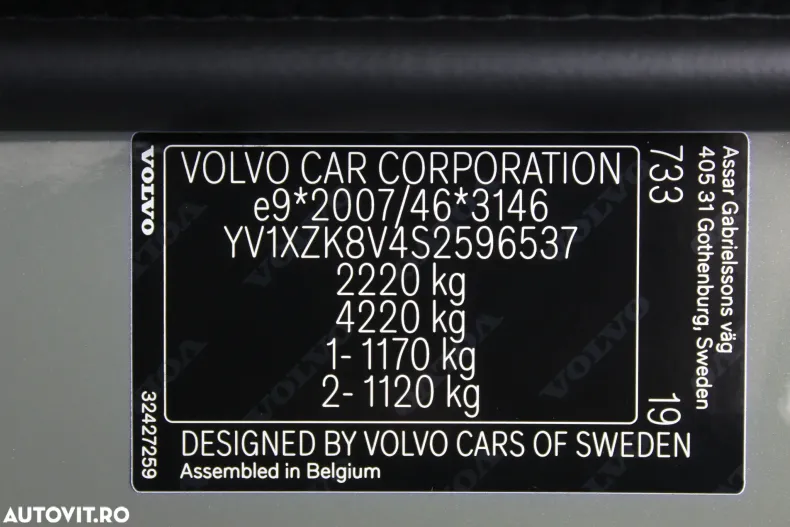 VOLVO CAR CORPORATION
e9*2007/46*3146
YV1XZK8V4S2596537
2220 kg
4220 kg
1- 1170 kg
2- 1120 kg
DESIGNED BY VOLVO CARS OF SWEDEN
Assembled in Belgium
VOLVO
32427259
733
19
Assar Gabrielssons väg
405 31 Gothenburg, Sweden
AUTOVIT.RO